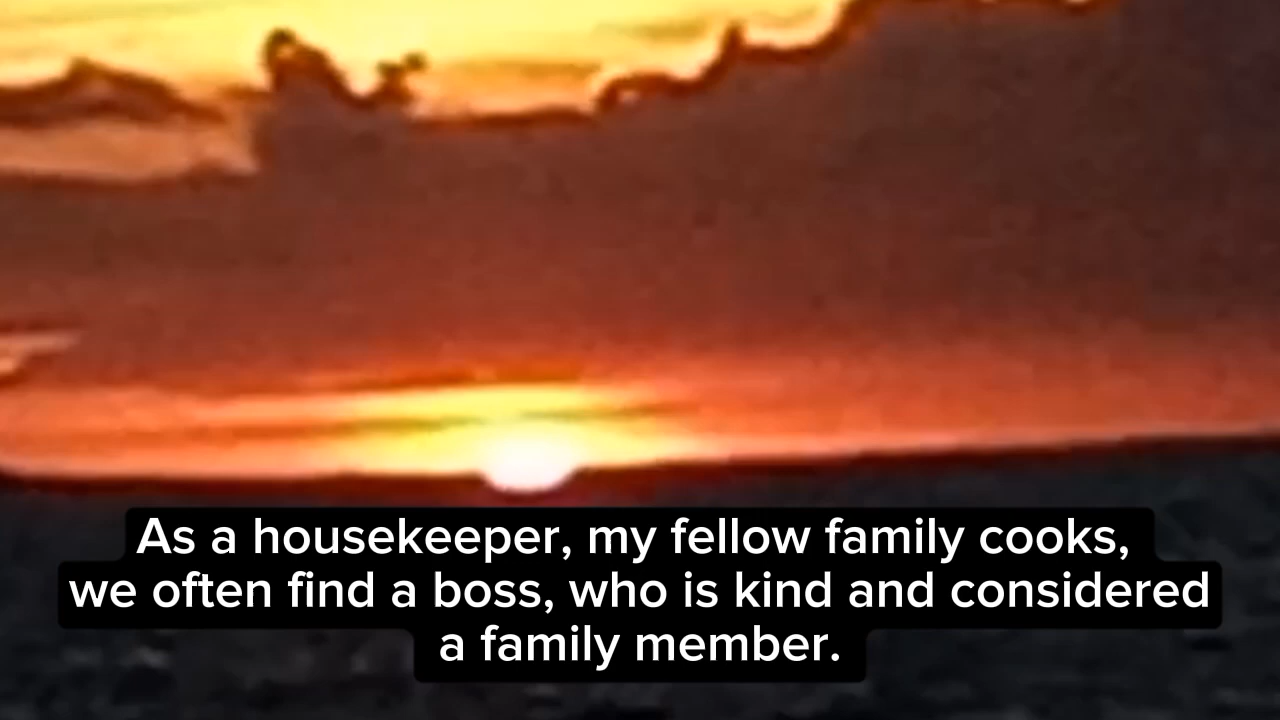 As a housekeeper, my fellow family cooks,
we often find a boss, who is kind and considered
a family member.